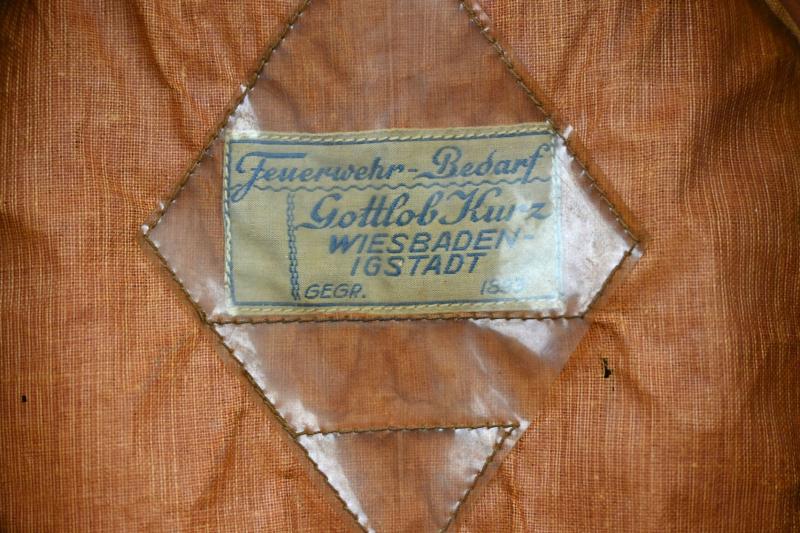 Feuerwehr-Bedarf
Gottlob Kurz
WIESBADEN-
IGSTADT
GEGR.